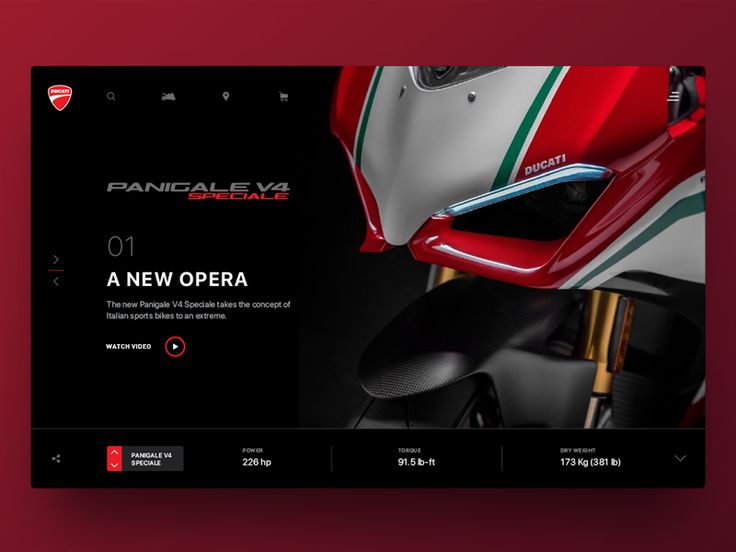 DUCATI
DUCATI
PANIGALE V4
SPECIALE
01
A NEW OPERA
The new Panigale V4 Speciale takes the concept of
Italian sports bikes to an extreme.
WATCH VIDEO
PANIGALE V4
SPECIALE
POWER
226 hp
TORQUE
91.5 lb-ft
DRY WEIGHT
173 Kg (381 lb)